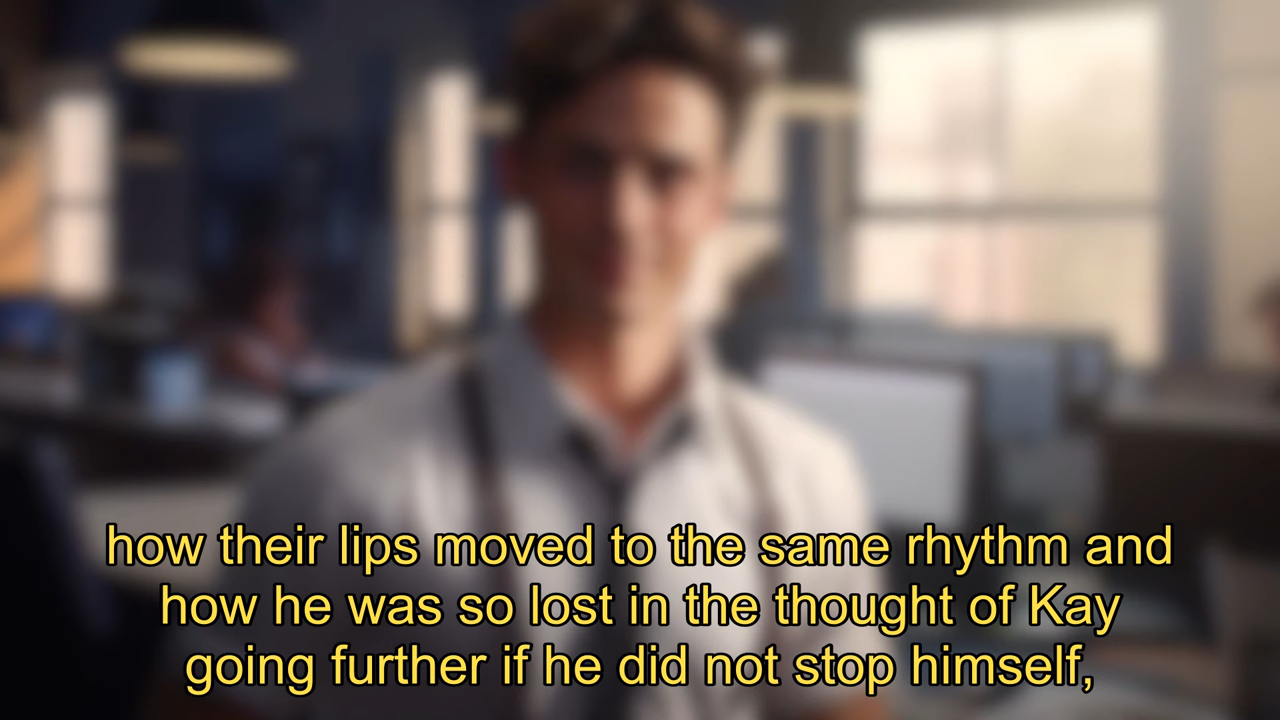 how their lips moved to the same rhythm and
how he was so lost in the thought of Kay
going further if he did not stop himself,